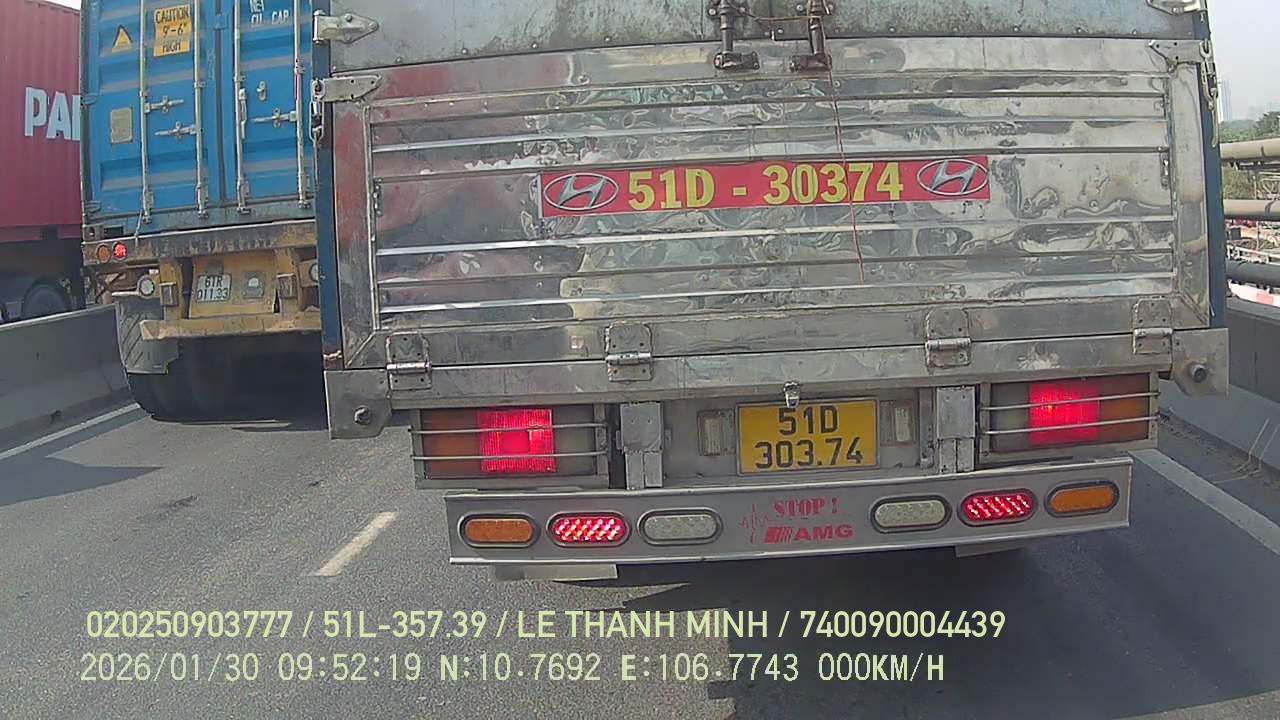 CAUTION
9'-6"
HIGH
PAN
61R
011.33
51D - 30374
51D
303.74
STOP !
AMG
020250903777 / 51L-357.39 / LE THANH MINH / 740090004439
2026/01/30 09:52:19 N:10.7692 E:106.7743 000KM/H